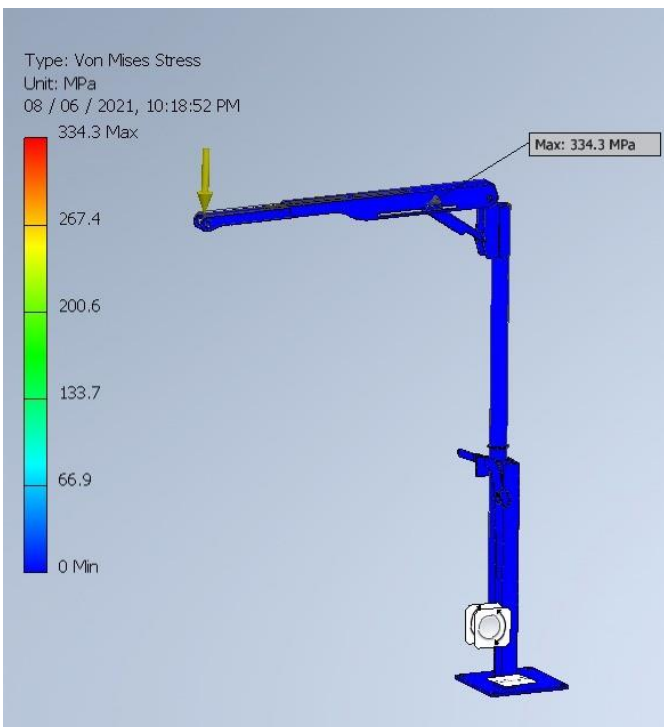 Type: Von Mises Stress
Unit: MPa
08 / 06 / 2021, 10:18:52 PM
334.3 Max
Max: 334.3 MPa
267.4
200.6
133.7
66.9
0 Min